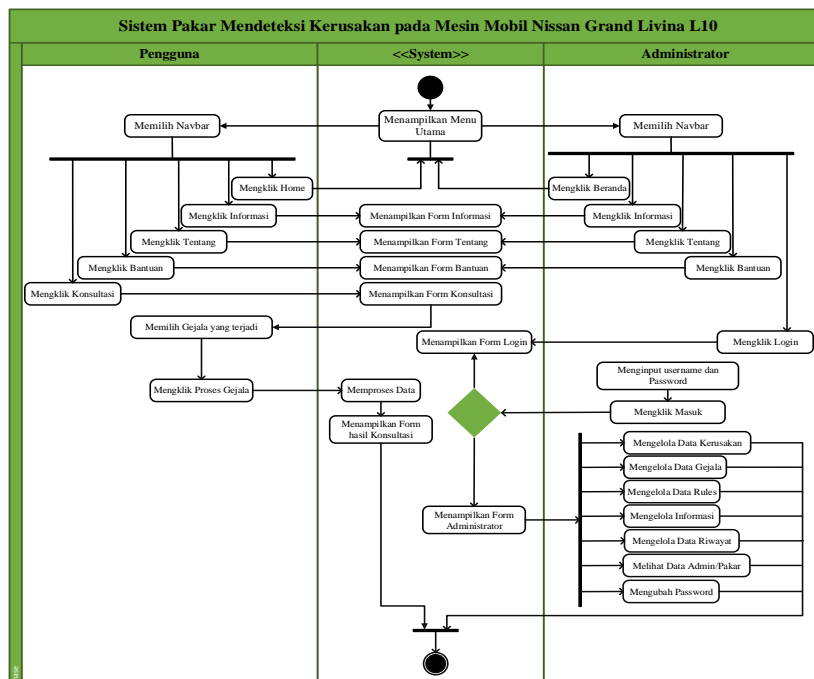 Sistem Pakar Mendeteksi Kerusakan pada Mesin Mobil Nissan Grand Livina L10
Pengguna
<<System>>
Administrator
Menampilkan Menu
Utama
Memilih Navbar
Memilih Navbar
Mengklik Home
Mengklik Beranda
Mengklik Informasi
Menampilkan Form Informasi
Mengklik Informasi
Mengklik Tentang
Menampilkan Form Tentang
Mengklik Tentang
Mengklik Bantuan
Menampilkan Form Bantuan
Mengklik Bantuan
Mengklik Konsultasi
Menampilkan Form Konsultasi
Memilih Gejala yang terjadi
Menampilkan Form Login
Mengklik Login
Menginput username dan
Password
Mengklik Proses Gejala
Memproses Data
Mengklik Masuk
Menampilkan Form
hasil Konsultasi
Mengelola Data Kerusakan
Mengelola Data Gejala
Mengelola Data Rules
Menampilkan Form
Administrator
Mengelola Informasi
Mengelola Data Riwayat
Melihat Data Admin/Pakar
Mengubah Password